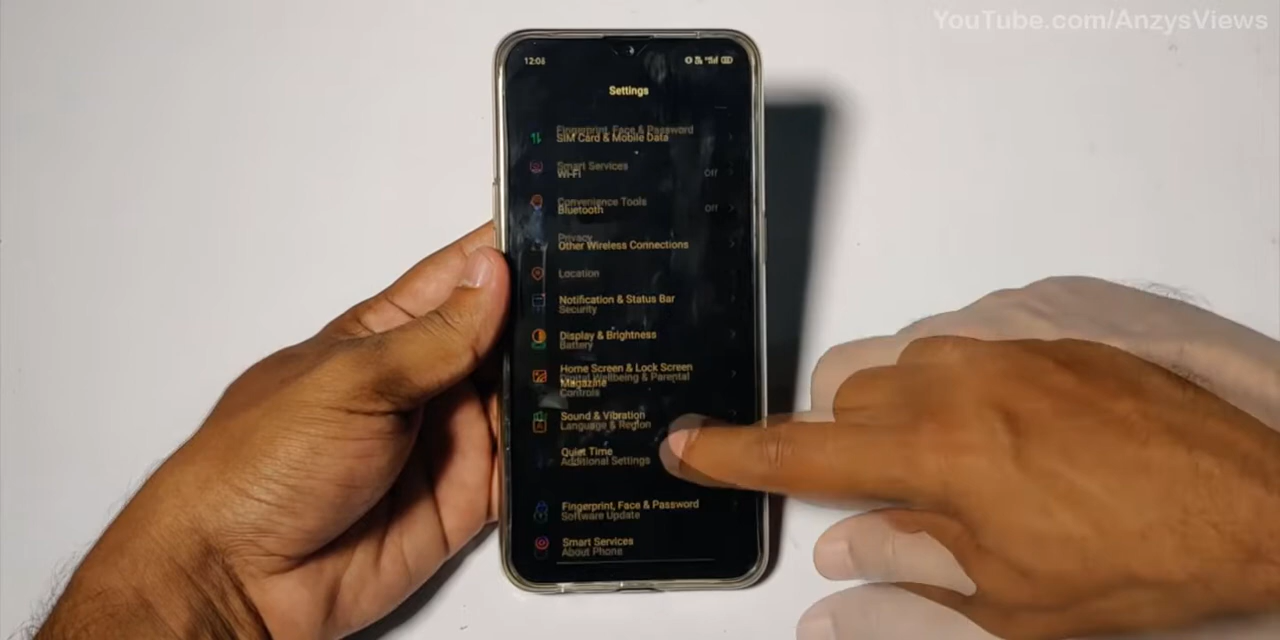 YouTube.com/AnzysViews
12:08
Settings
Fingerprint, Face & Password
SIM Card & Mobile Data
Smart Services
Wi-Fi
Off
Convenience Tools
Bluetooth
Off
Privacy
Other Wireless Connections
Location
Notification & Status Bar
Security
Display & Brightness
Battery
Home Screen & Lock Screen
Digital Wellbeing & Parental
Magazine
Controls
Sound & Vibration
Language & Region
Quiet Time
Additional Settings
Fingerprint, Face & Password
Software Update
Smart Services
About Phone